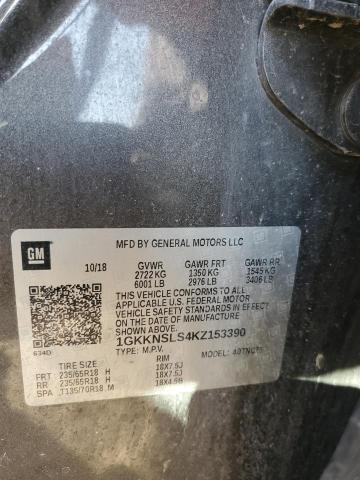 GM
MFD BY GENERAL MOTORS LLC
10/18 GVWR GAWR FRT GAWR RR
2722 KG 1350 KG 1545 KG
6001 LB 2976 LB 3406 LB
THIS VEHICLE CONFORMS TO ALL
APPLICABLE U.S. FEDERAL MOTOR
VEHICLE SAFETY STANDARDS IN EFFECT ON
THE DATE OF MANUFACTURE SHOWN ABOVE.
1GKKNSLS4KZ153390
634D TYPE: M.P.V. MODEL:
TIRE SIZE RIM
FRT 235/65R18 H 18X7.5J
RR 235/65R18 H 18X7.5J
SPA T135/70R18 M 18X4.5B